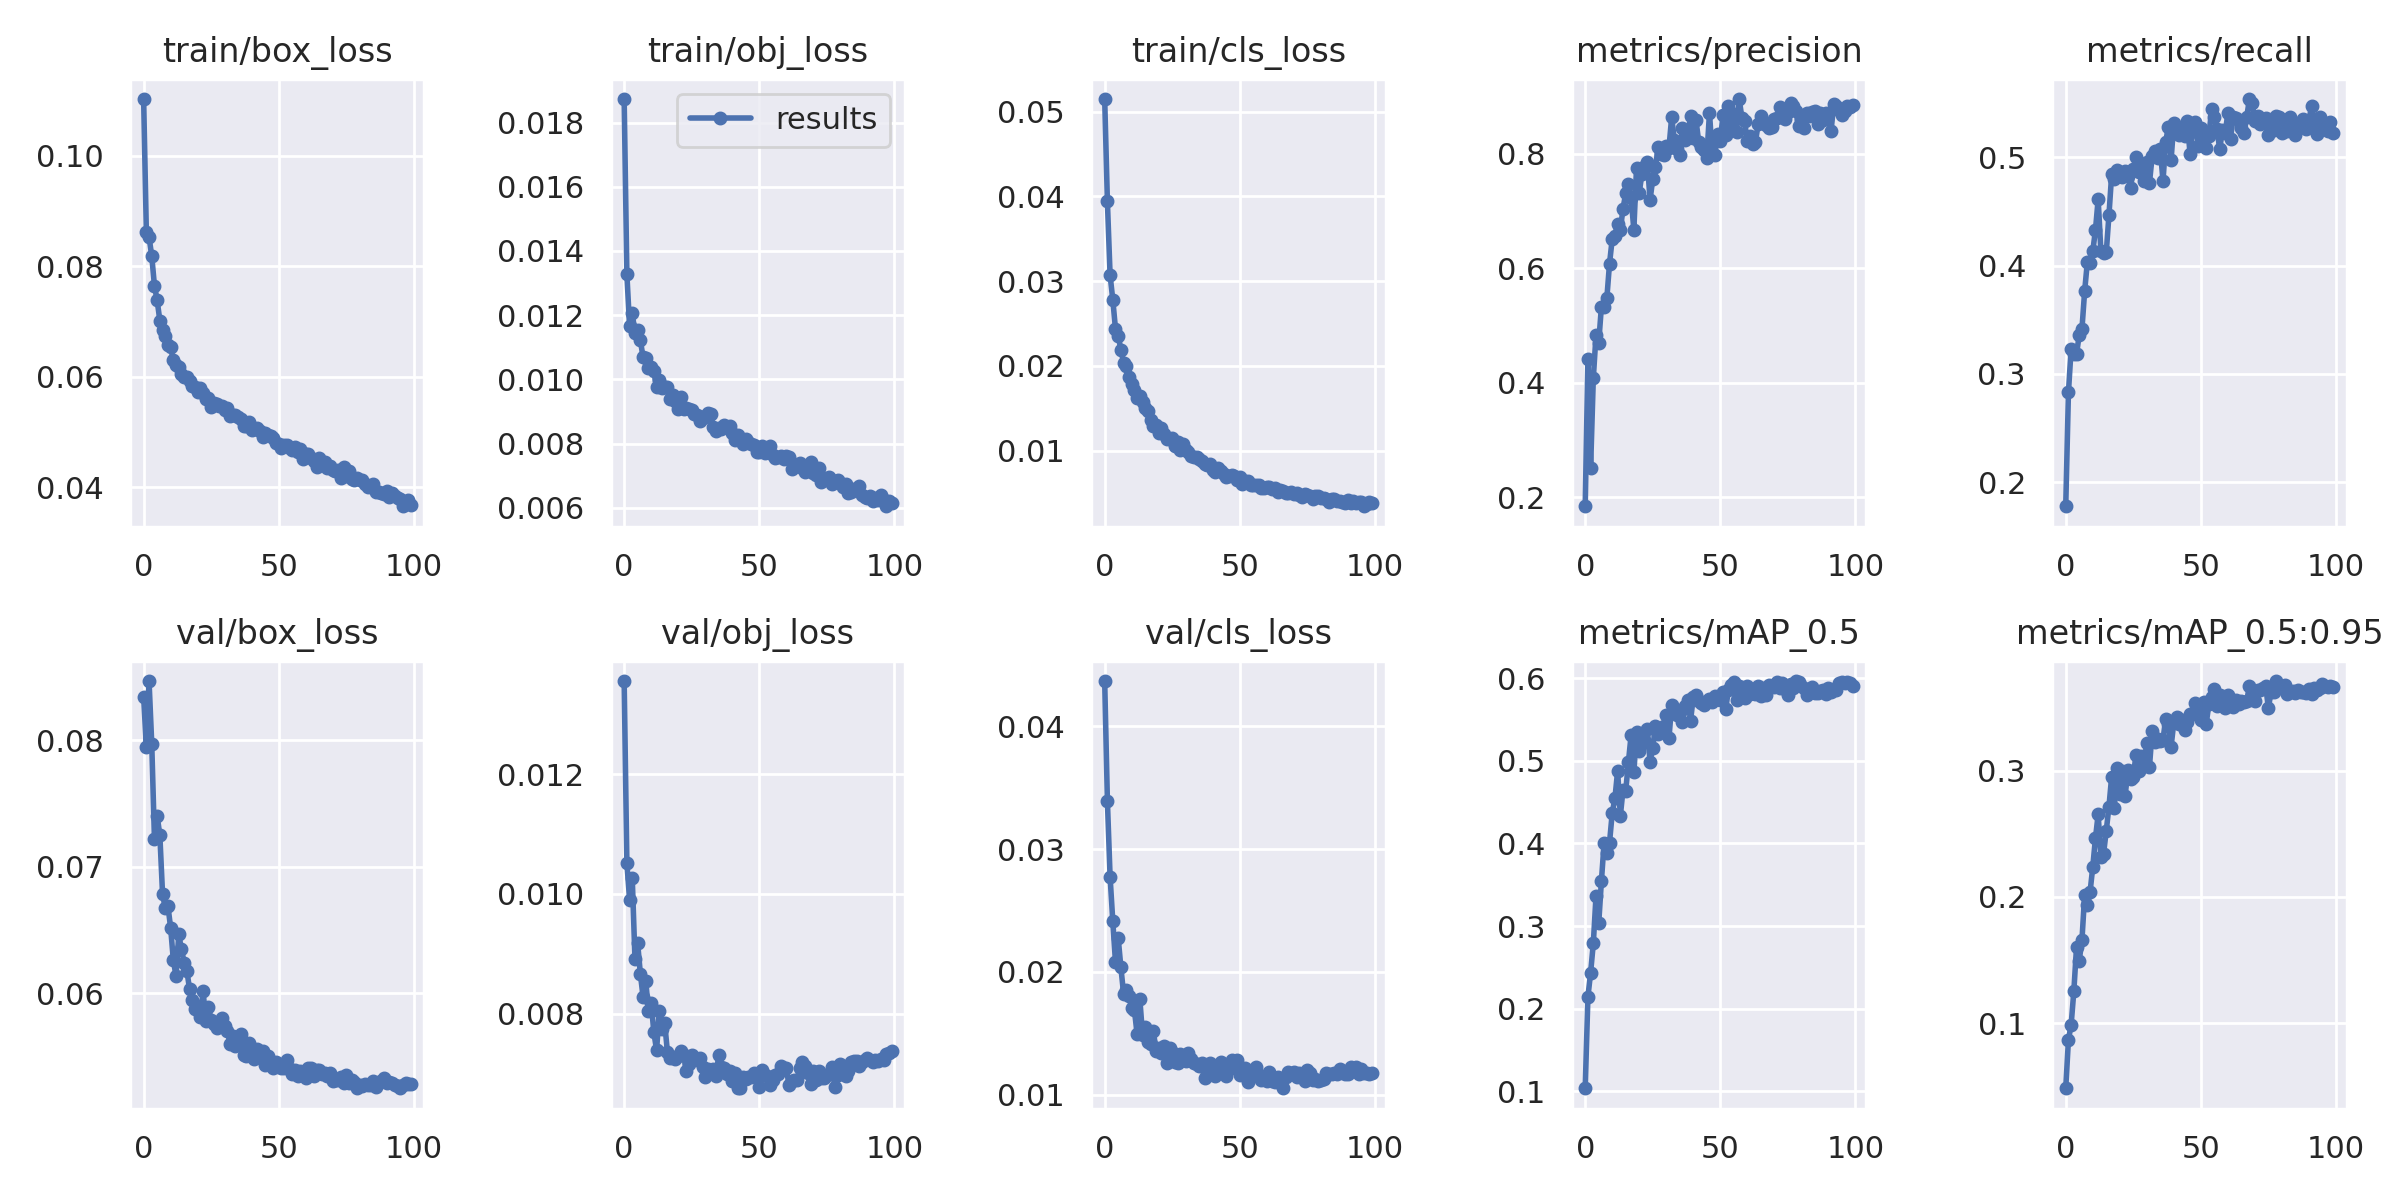 train/box_loss
train/obj_loss
train/cls_loss
metrics/precision
metrics/recall
results
0.10
0.08
0.06
0.04
0 50 100
0.018
0.016
0.014
0.012
0.010
0.008
0.006
0 50 100
0.05
0.04
0.03
0.02
0.01
0 50 100
0.8
0.6
0.4
0.2
0 50 100
0.5
0.4
0.3
0.2
0 50 100
val/box_loss
val/obj_loss
val/cls_loss
metrics/mAP_0.5
metrics/mAP_0.5:0.95
0.08
0.07
0.06
0 50 100
0.012
0.010
0.008
0 50 100
0.04
0.03
0.02
0.01
0 50 100
0.6
0.5
0.4
0.3
0.2
0.1
0 50 100
0.3
0.2
0.1
0 50 100